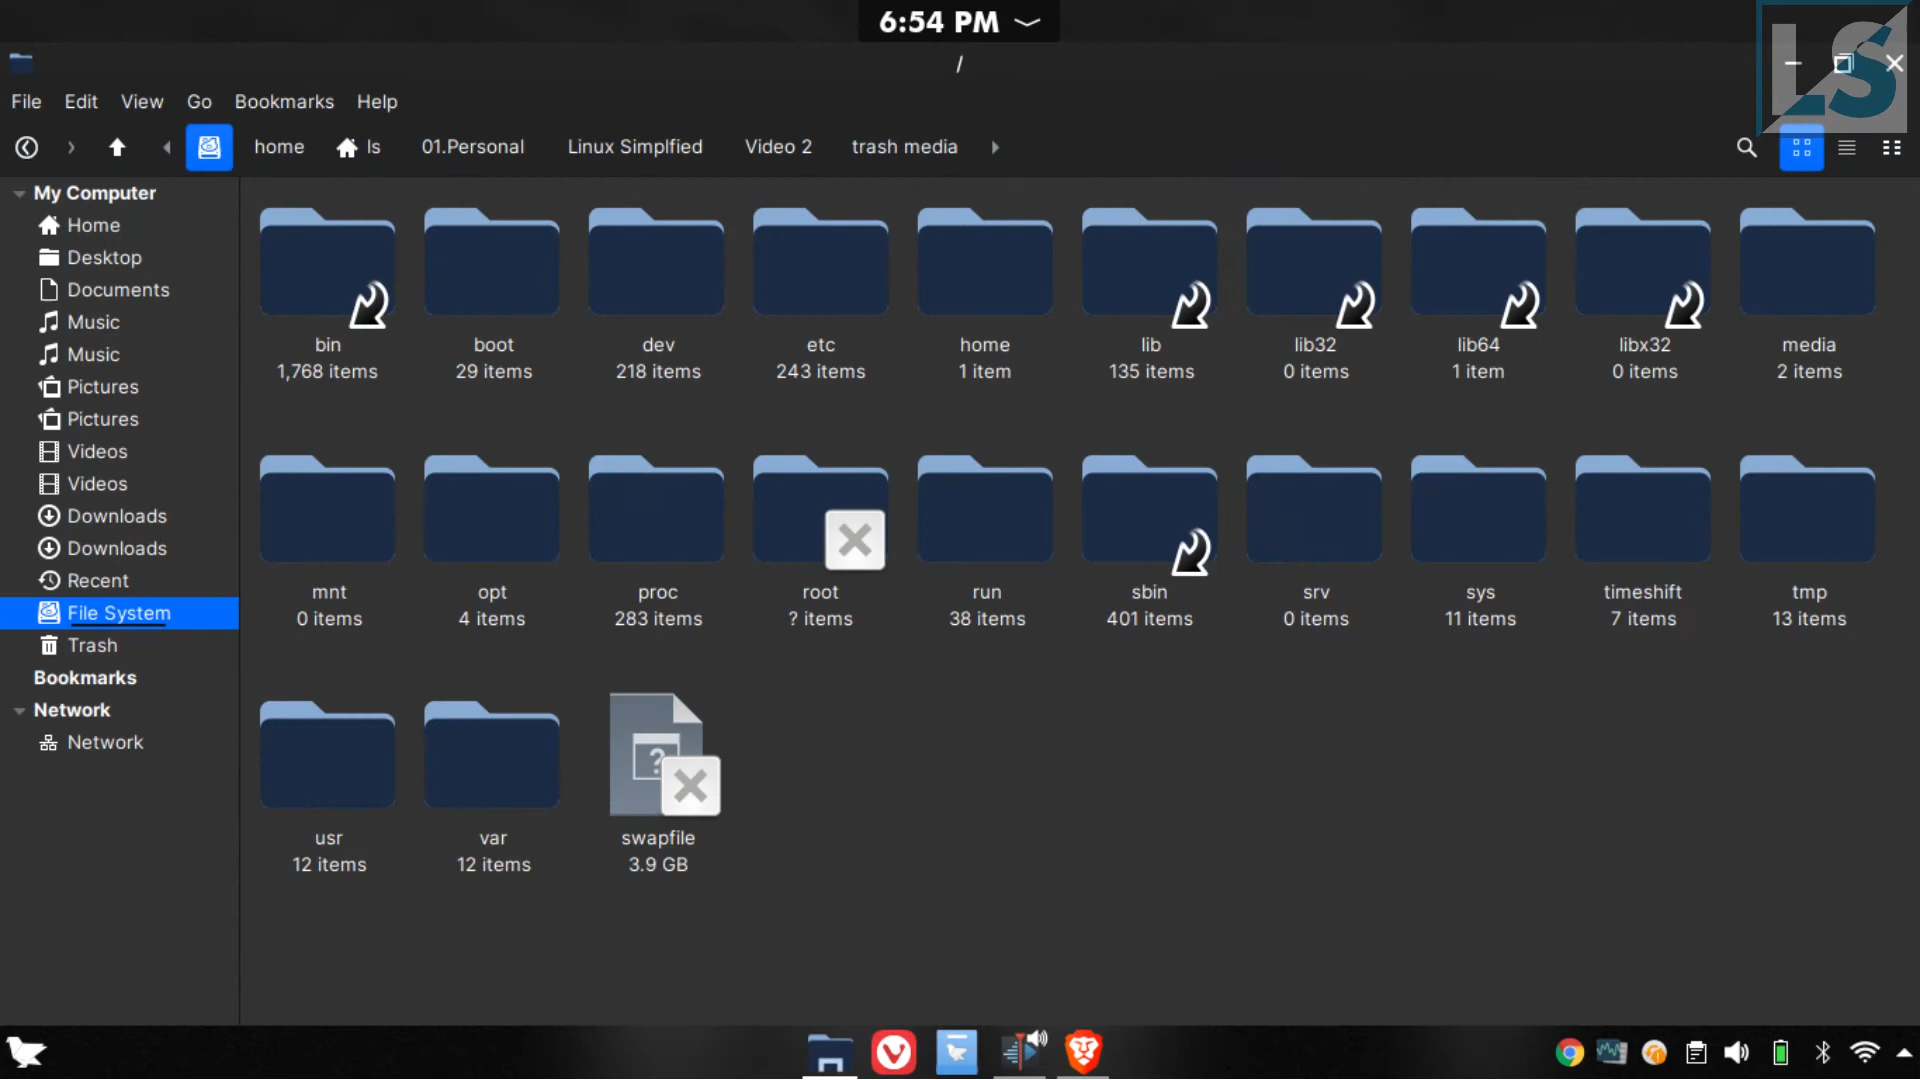 6:54 PM
LS
/
File Edit View Go Bookmarks Help
home ls 01.Personal Linux Simplfied Video 2 trash media
My Computer
Home
Desktop
Documents
Music
Music
Pictures
Pictures
Videos
Videos
Downloads
Downloads
Recent
File System
Trash
Bookmarks
Network
Network
bin boot dev etc home lib lib32 lib64 libx32 media
1,768 items 29 items 218 items 243 items 1 item 135 items 0 items 1 item 0 items 2 items
mnt opt proc root run sbin srv sys timeshift tmp
0 items 4 items 283 items ? items 38 items 401 items 0 items 11 items 7 items 13 items
?
usr var swapfile
12 items 12 items 3.9 GB